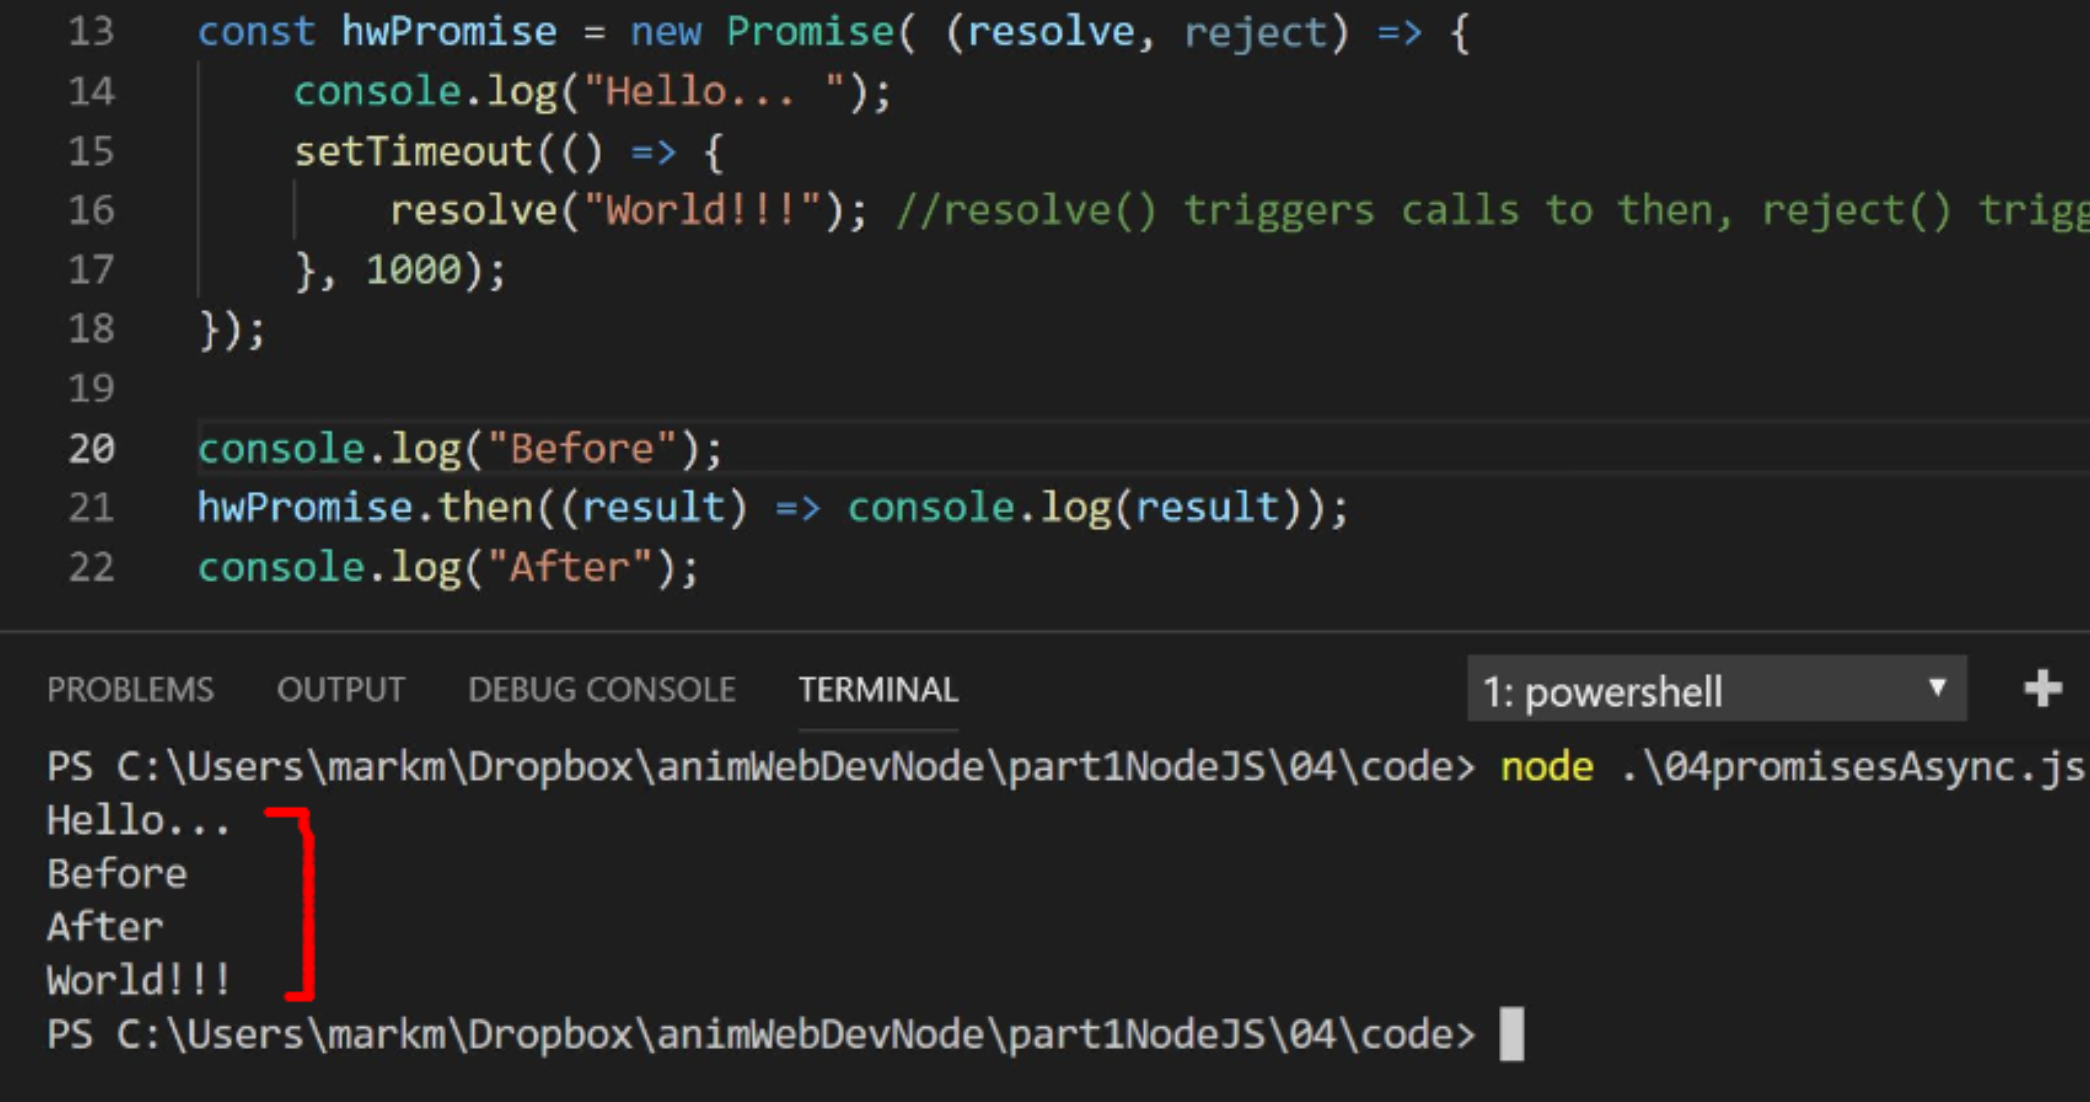 13 const hwPromise = new Promise( (resolve, reject) => {
14 console.log("Hello... ");
15 setTimeout(() => {
16 resolve("World!!!"); //resolve() triggers calls to then, reject() trigg
17 }, 1000);
18 });
19
20 console.log("Before");
21 hwPromise.then((result) => console.log(result));
22 console.log("After");
PROBLEMS OUTPUT DEBUG CONSOLE TERMINAL 1: powershell
PS C:\Users\markm\Dropbox\animWebDevNode\part1NodeJS\04\code> node .\04promisesAsync.js
Hello...
Before
After
World!!!
PS C:\Users\markm\Dropbox\animWebDevNode\part1NodeJS\04\code>